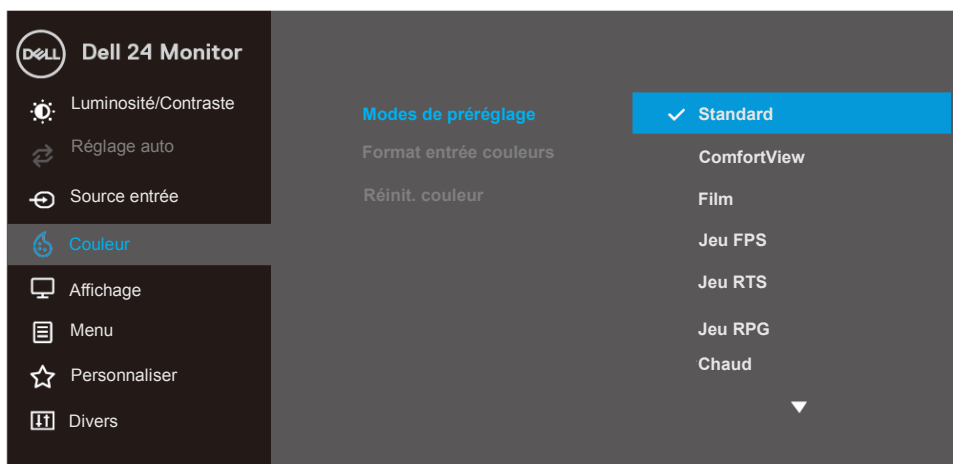 DELL Dell 24 Monitor
Luminosité/Contraste
Réglage auto
Source entrée
Couleur
Affichage
Menu
Personnaliser
Divers
Modes de préréglage
Format entrée couleurs
Réinit. couleur
Standard
ComfortView
Film
Jeu FPS
Jeu RTS
Jeu RPG
Chaud